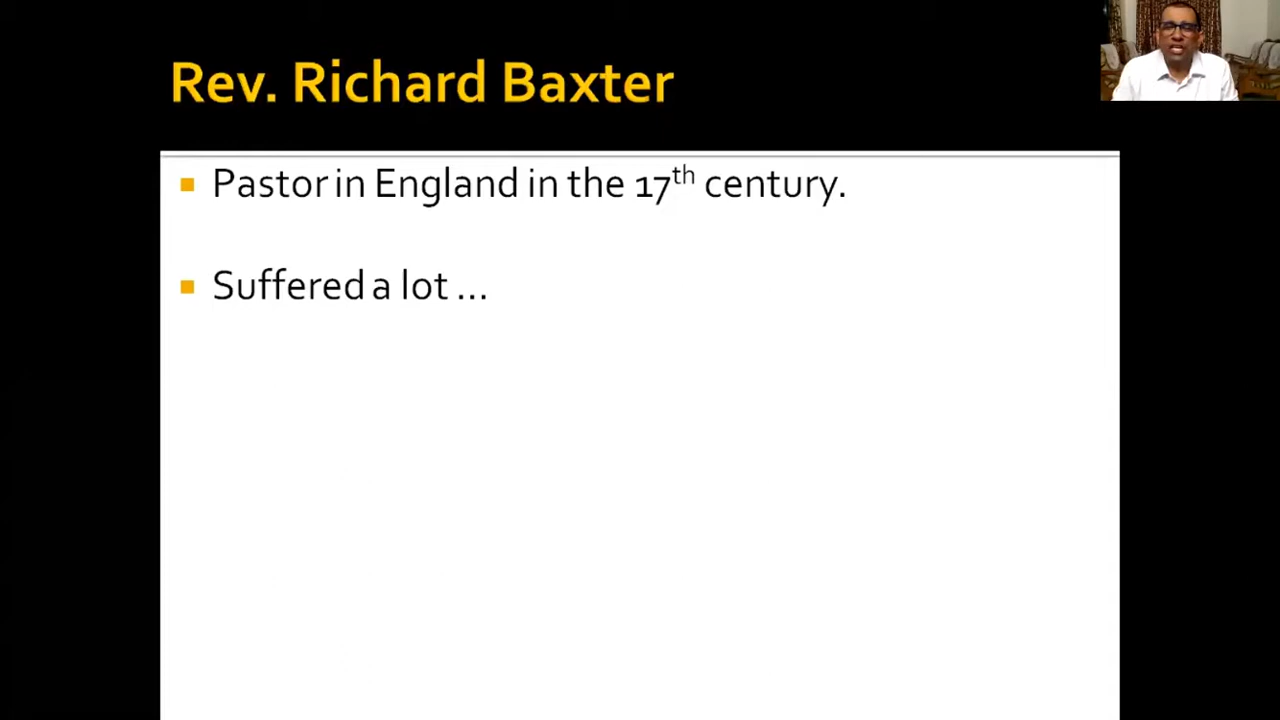 Rev. Richard Baxter
Pastor in England in the 17th century.
Suffered a lot ...